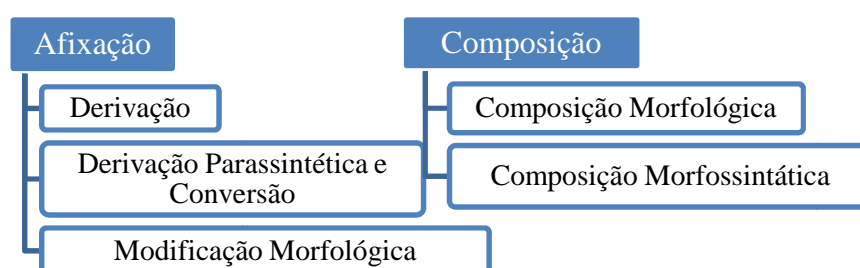 Afixação
Derivação
Derivação Parassintética e
Conversão
Modificação Morfológica
Composição
Composição Morfológica
Composição Morfossintática